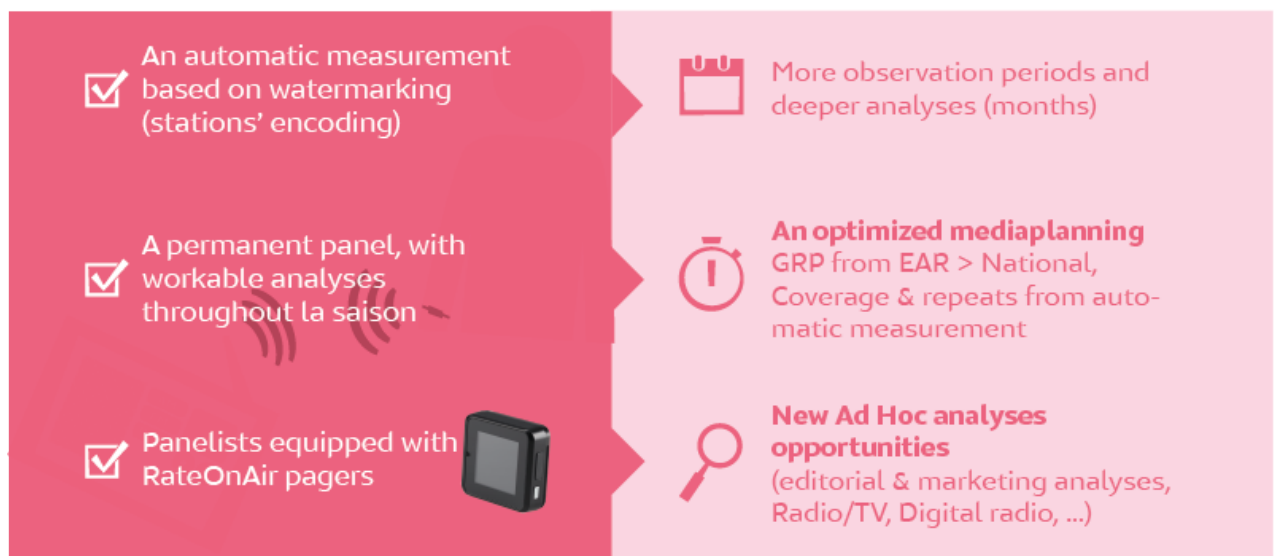 An automatic measurement
based on watermarking
(stations' encoding)
More observation periods and
deeper analyses (months)
A permanent panel, with
workable analyses
throughout la saison
An optimized mediaplanning
GRP from EAR > National,
Coverage & repeats from auto-
matic measurement
Panelists equipped with
RateOnAir pagers
New Ad Hoc analyses
opportunities
(editorial & marketing analyses,
Radio/TV, Digital radio, ...)